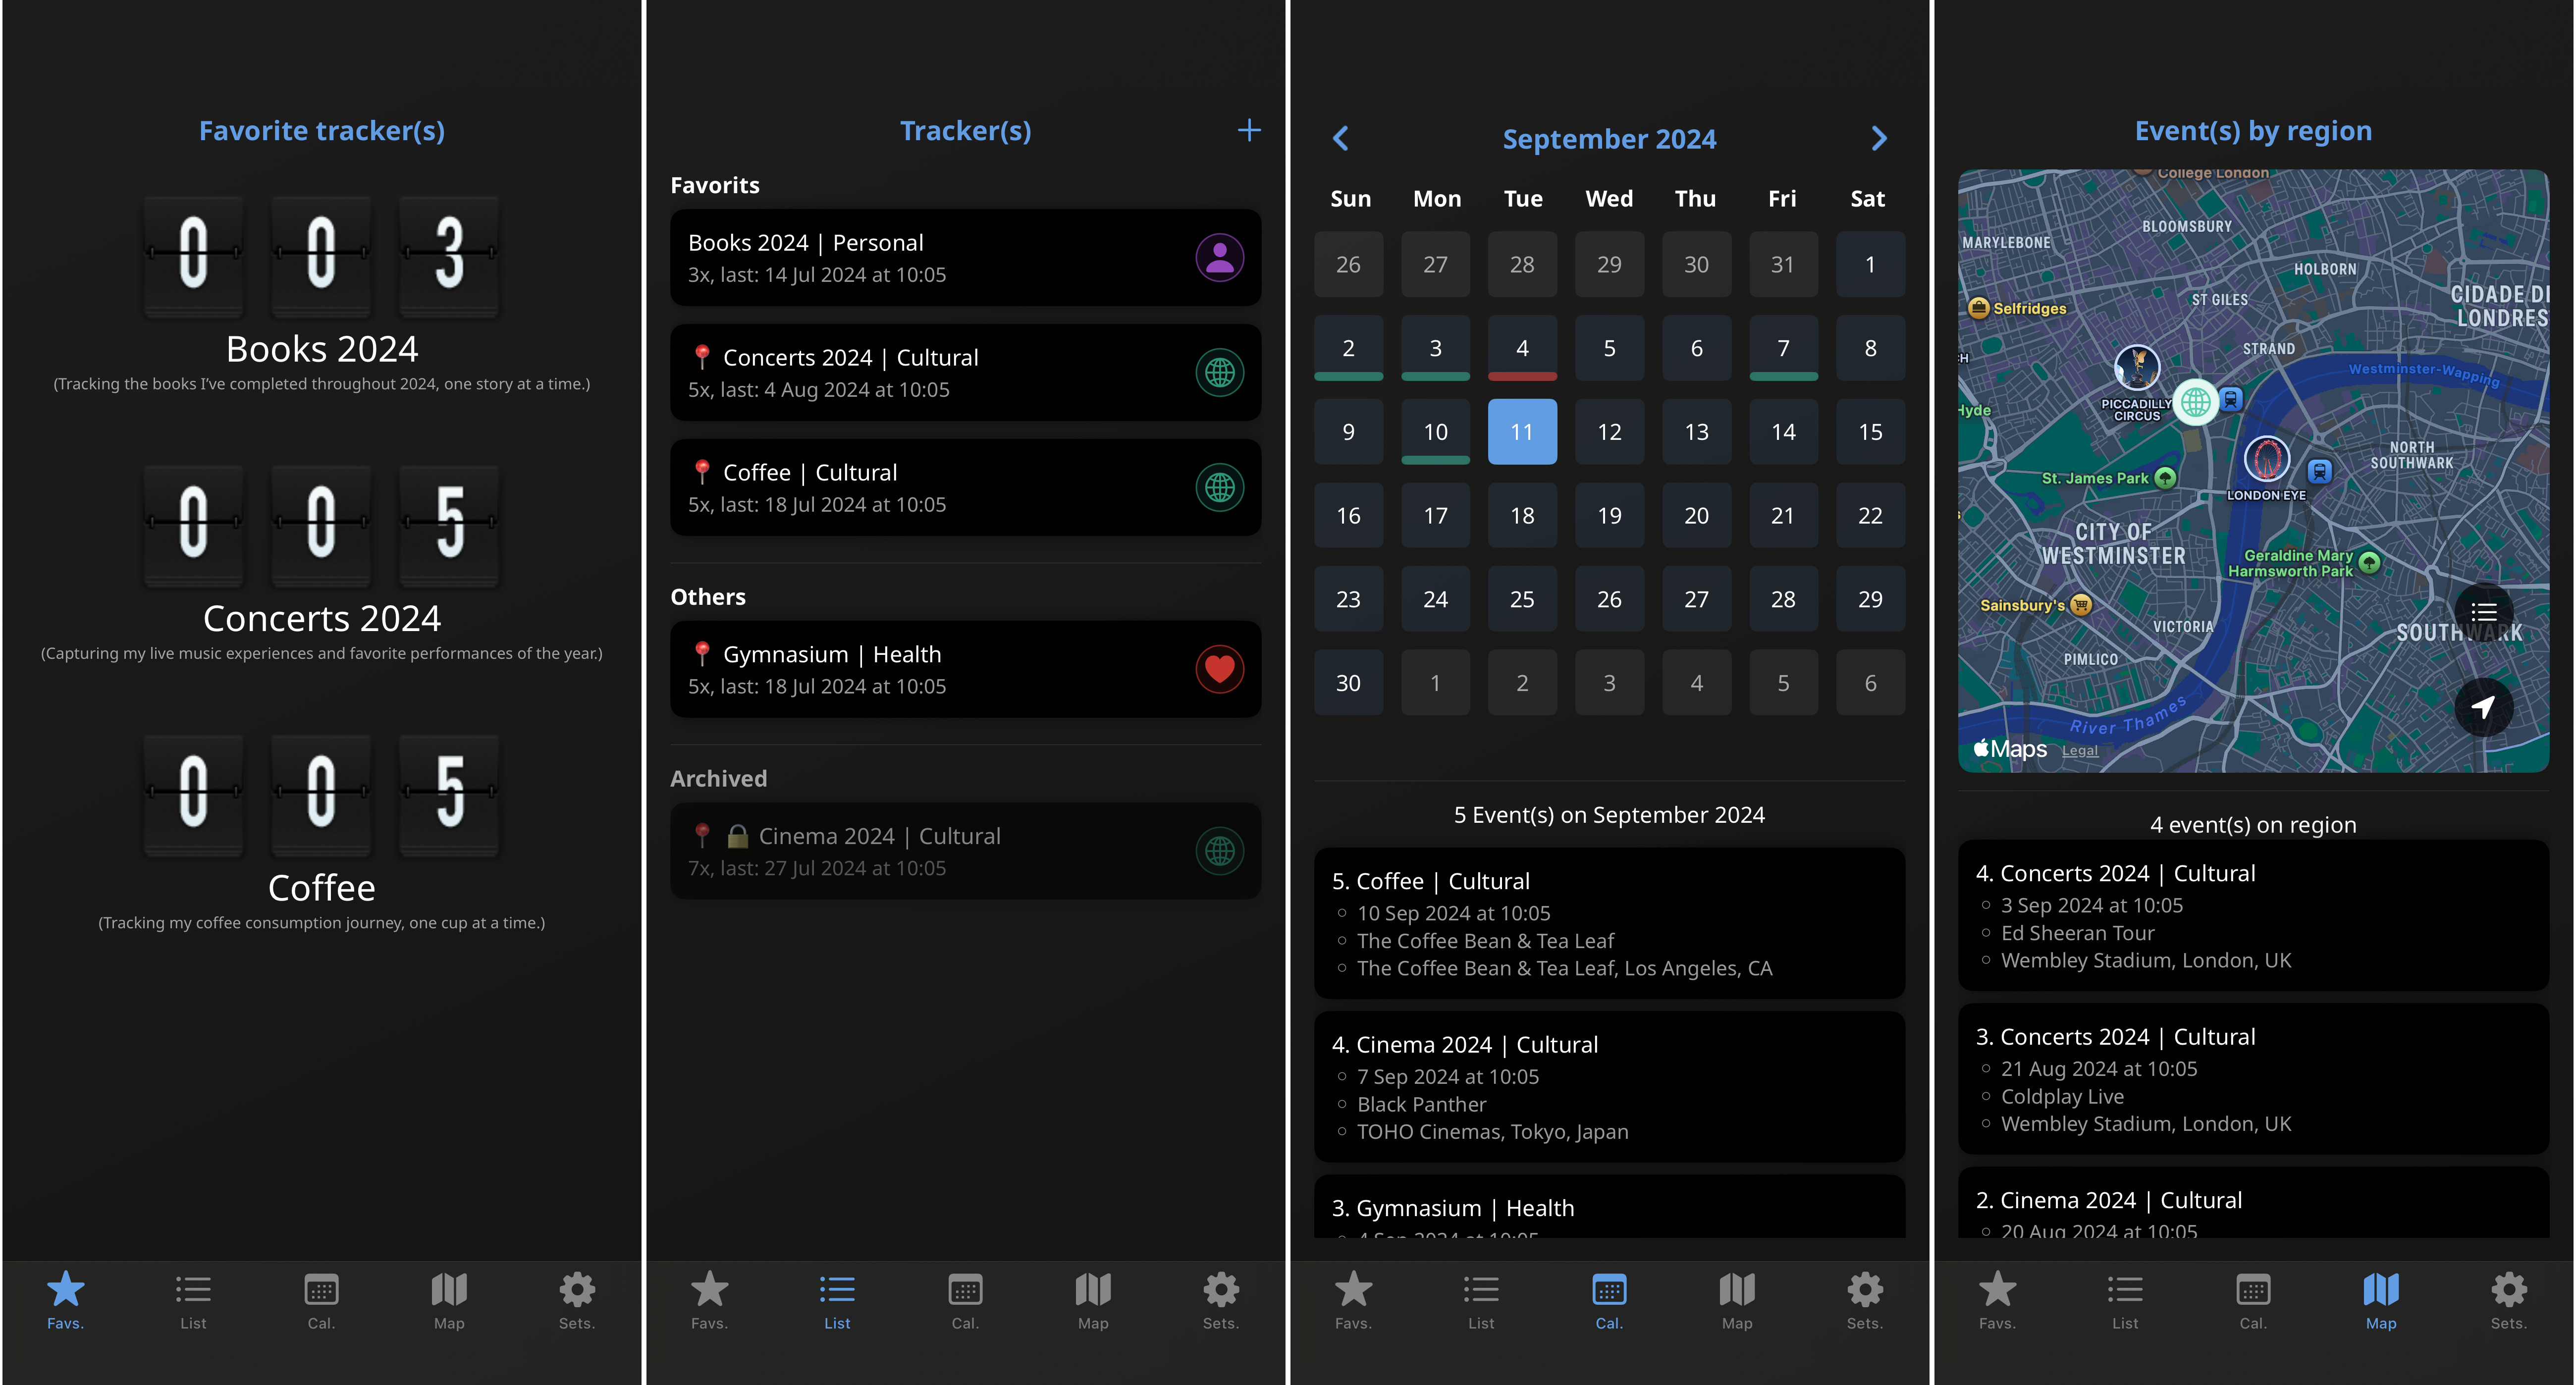 Favorite tracker(s)
0 0 3
Books 2024
(Tracking the books I've completed throughout 2024, one story at a time.)
0 0 5
Concerts 2024
(Capturing my live music experiences and favorite performances of the year.)
0 0 5
Coffee
(Tracking my coffee consumption journey, one cup at a time.)
Favs. List Cal. Map Sets.
Tracker(s)
Favorits
Books 2024 | Personal
3x, last: 14 Jul 2024 at 10:05
Concerts 2024 | Cultural
5x, last: 4 Aug 2024 at 10:05
Coffee | Cultural
5x, last: 18 Jul 2024 at 10:05
Others
Gymnasium | Health
5x, last: 18 Jul 2024 at 10:05
Archived
Cinema 2024 | Cultural
7x, last: 27 Jul 2024 at 10:05
Favs. List Cal. Map Sets.
September 2024
Sun Mon Tue Wed Thu Fri Sat
26 27 28 29 30 31 1
2 3 4 5 6 7 8
9 10 11 12 13 14 15
16 17 18 19 20 21 22
23 24 25 26 27 28 29
30 1 2 3 4 5 6
5 Event(s) on September 2024
5. Coffee | Cultural
10 Sep 2024 at 10:05
The Coffee Bean & Tea Leaf
The Coffee Bean & Tea Leaf, Los Angeles, CA
4. Cinema 2024 | Cultural
7 Sep 2024 at 10:05
Black Panther
TOHO Cinemas, Tokyo, Japan
3. Gymnasium | Health
4 Sep 2024 at 10:05
Favs. List Cal. Map Sets.
Event(s) by region
College London
BLOOMSBURY
MARYLEBONE
HOLBORN
ST GILES
CIDADE D
LONDRES
Selfridges
STRAND
Westminster-Wapping
PICCADILLY
CIRCUS
Hyde
NORTH
SOUTHWARK
St. James Park
LONDON EYE
CITY OF
WESTMINSTER
Geraldine Mary
Harmsworth Park
Sainsbury's
VICTORIA
SOUTHWARK
PIMLICO
River Thames
Maps Legal
4 event(s) on region
4. Concerts 2024 | Cultural
3 Sep 2024 at 10:05
Ed Sheeran Tour
Wembley Stadium, London, UK
3. Concerts 2024 | Cultural
21 Aug 2024 at 10:05
Coldplay Live
Wembley Stadium, London, UK
2. Cinema 2024 | Cultural
20 Aug 2024 at 10:05
Favs. List Cal. Map Sets.